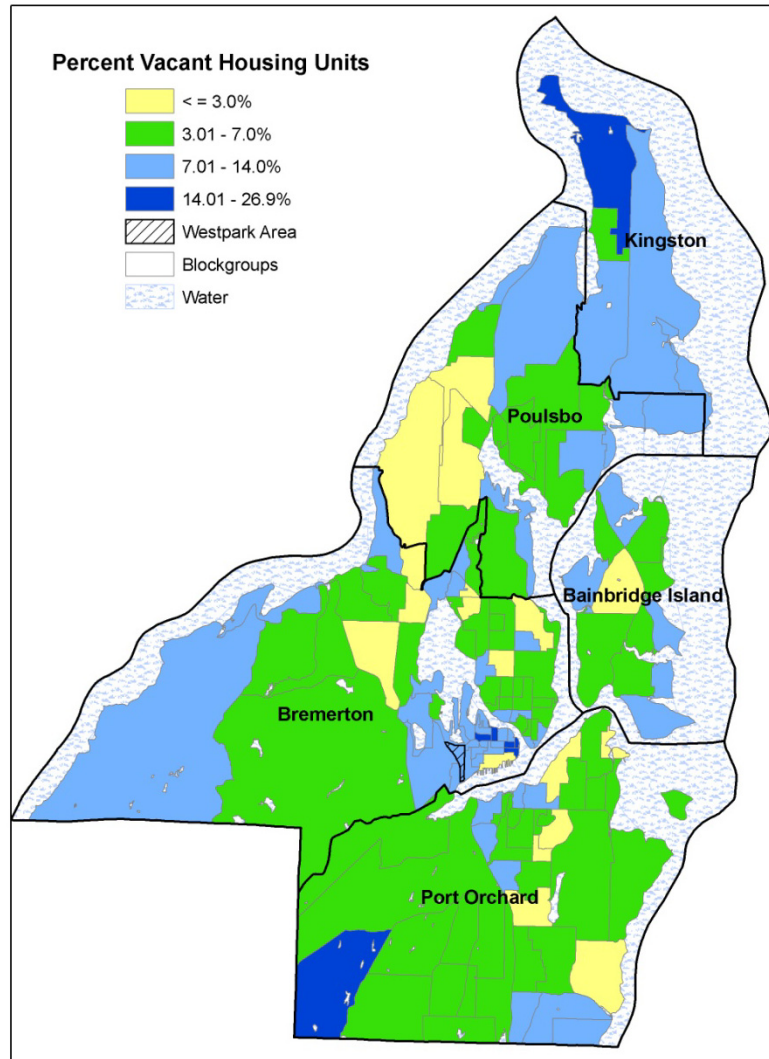 Percent Vacant Housing Units
< = 3.0%
3.01 - 7.0%
7.01 - 14.0%
14.01 - 26.9%
Westpark Area
Blockgroups
Water
Kingston
Poulsbo
Bainbridge Island
Bremerton
Port Orchard